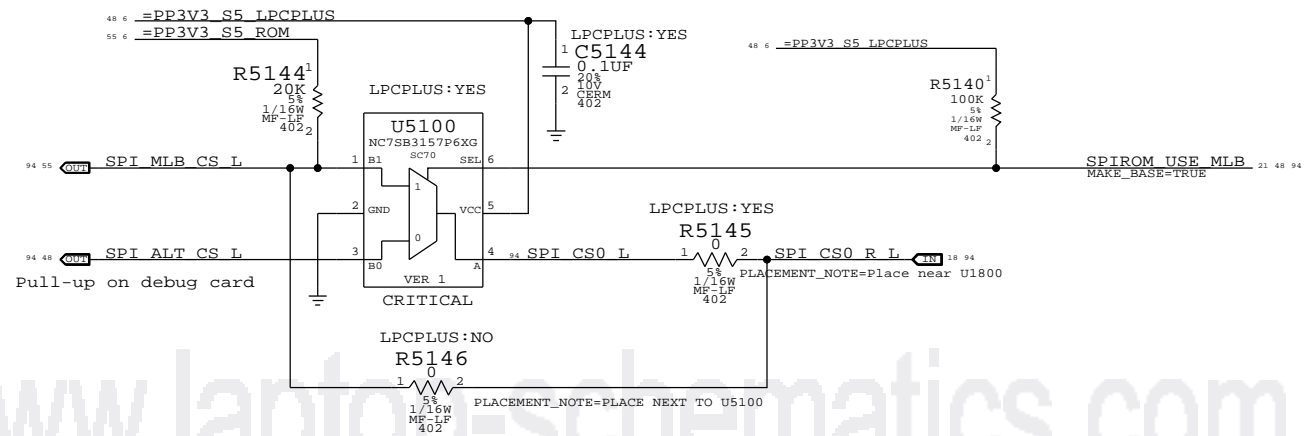 48 6 =PP3V3_S5_LPCPLUS
55 6 =PP3V3_S5_ROM
R5144
1
20K
5%
1/16W
MF-LF
402
2
LPCPLUS:YES
LPCPLUS:YES
1
C5144
0.1UF
20%
10V
CERM
402
2
48 6 =PP3V3_S5_LPCPLUS
R5140
1
100K
5%
1/16W
MF-LF
402
2
U5100
NC7SB3157P6XG
SC70
94 55 OUT SPI_MLB_CS_L
1 B1
SEL 6
SPIROM_USE_MLB 21 48 94
MAKE_BASE=TRUE
1
2 GND
VCC 5
0
94 48 OUT SPI_ALT_CS_L
3 B0
A 4
94 SPI_CS0_L
Pull-up on debug card
VER 1
CRITICAL
LPCPLUS:YES
R5145
0
1 2
5%
1/16W
MF-LF
402
SPI_CS0_R_L IN 18 94
PLACEMENT_NOTE=Place near U1800
LPCPLUS:NO
R5146
0
1 2
5%
1/16W
MF-LF
402
PLACEMENT_NOTE=PLACE NEXT TO U5100
www.laptop-schematics.com